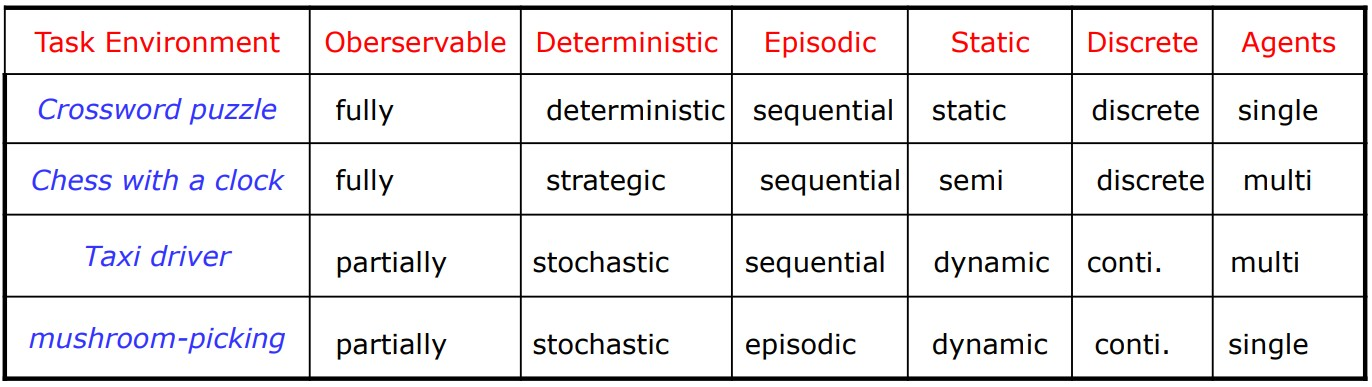 Task Environment Oberservable Deterministic Episodic Static Discrete Agents
Crossword puzzle fully deterministic sequential static discrete single
Chess with a clock fully strategic sequential semi discrete multi
Taxi driver partially stochastic sequential dynamic conti. multi
mushroom-picking partially stochastic episodic dynamic conti. single